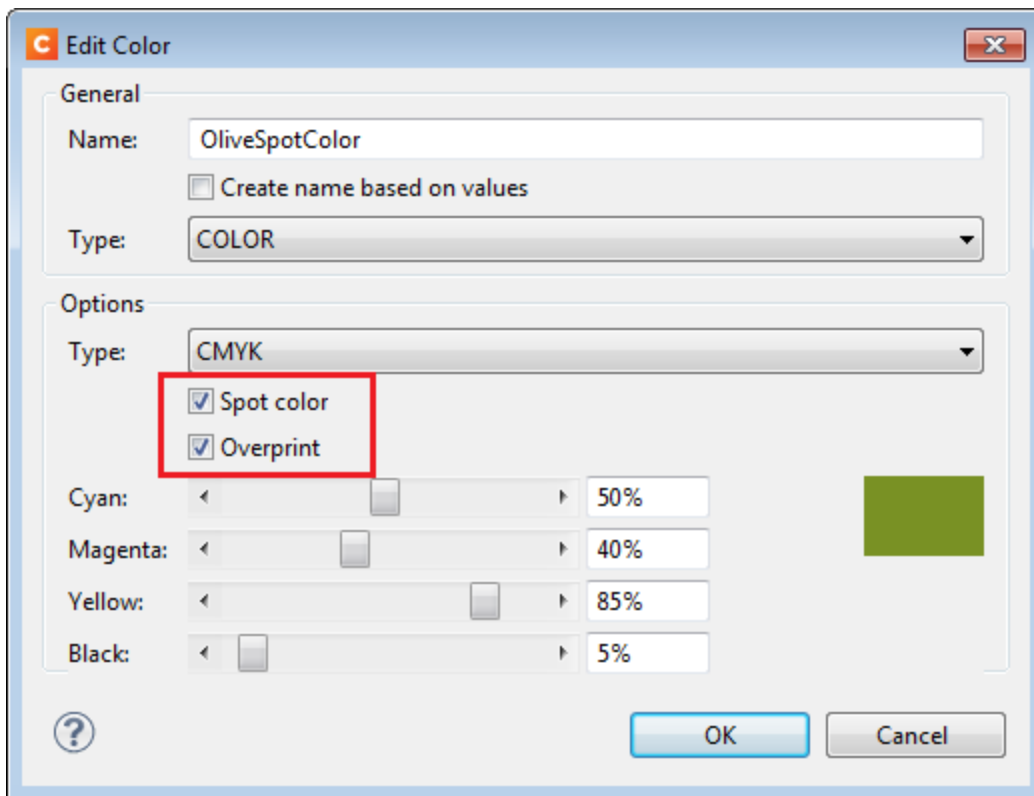 C Edit Color
General
Name: OliveSpotColor
Create name based on values
Type: COLOR
Options
Type: CMYK
Spot color
Overprint
Cyan: 50%
Magenta: 40%
Yellow: 85%
Black: 5%
? OK Cancel